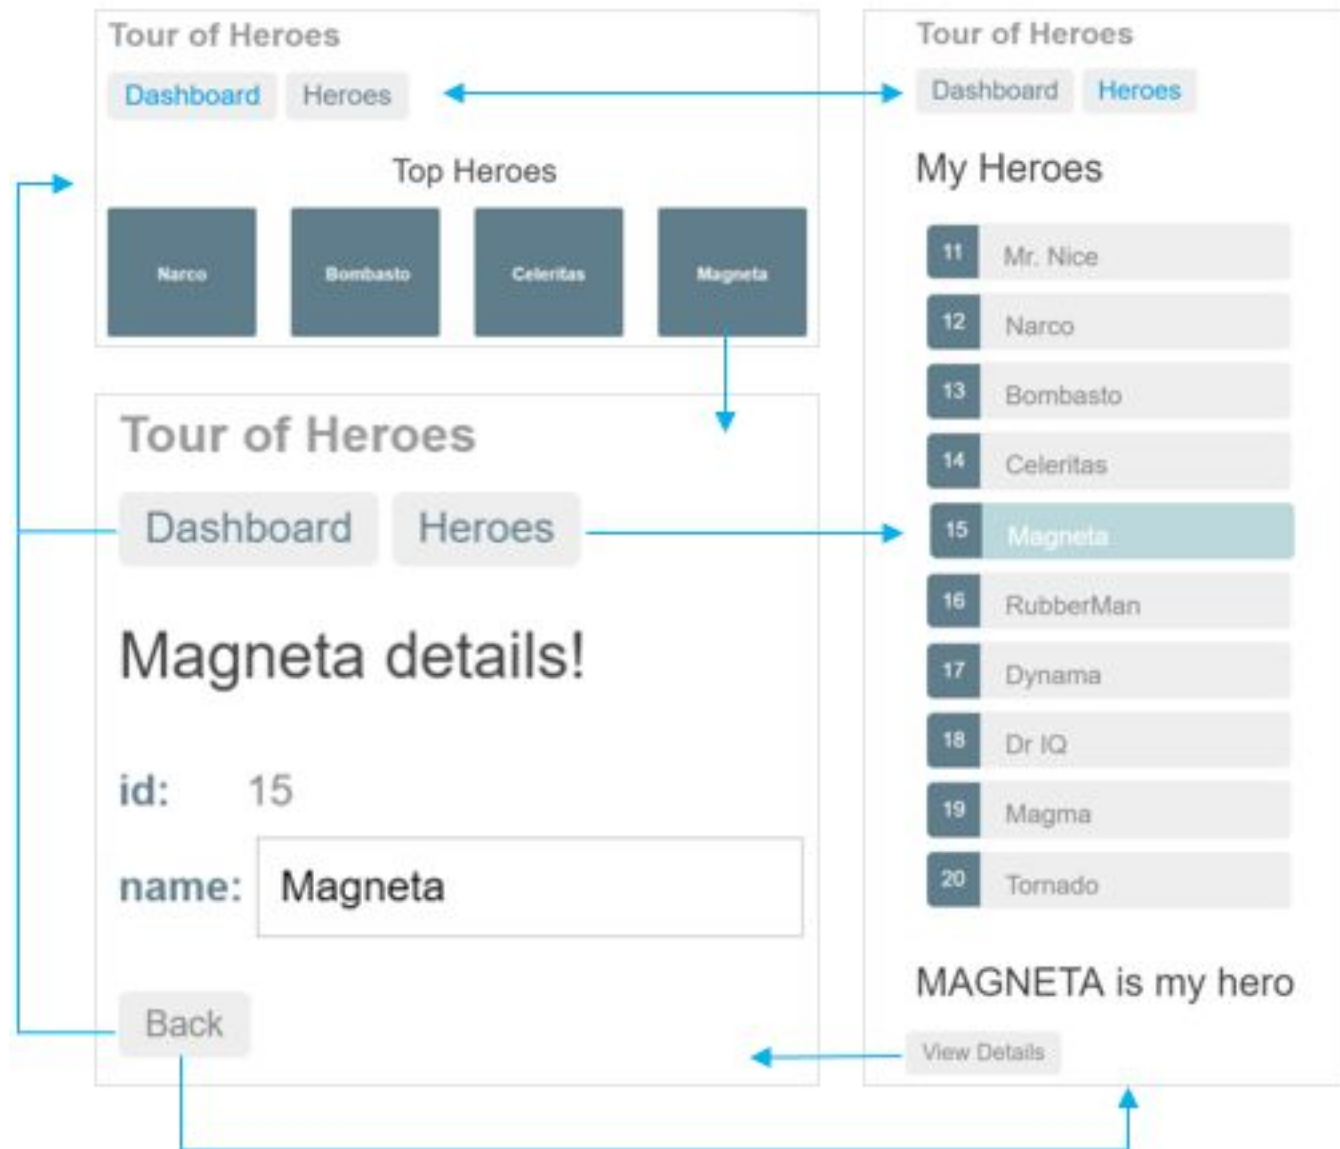 Tour of Heroes
Dashboard Heroes
Top Heroes
Narco Bombasto Celeritas Magneta
Tour of Heroes
Dashboard Heroes
Magneta details!
id: 15
name: Magneta
Back
Tour of Heroes
Dashboard Heroes
My Heroes
11 Mr. Nice
12 Narco
13 Bombasto
14 Celeritas
15 Magneta
16 RubberMan
17 Dynama
18 Dr IQ
19 Magma
20 Tornado
MAGNETA is my hero
View Details